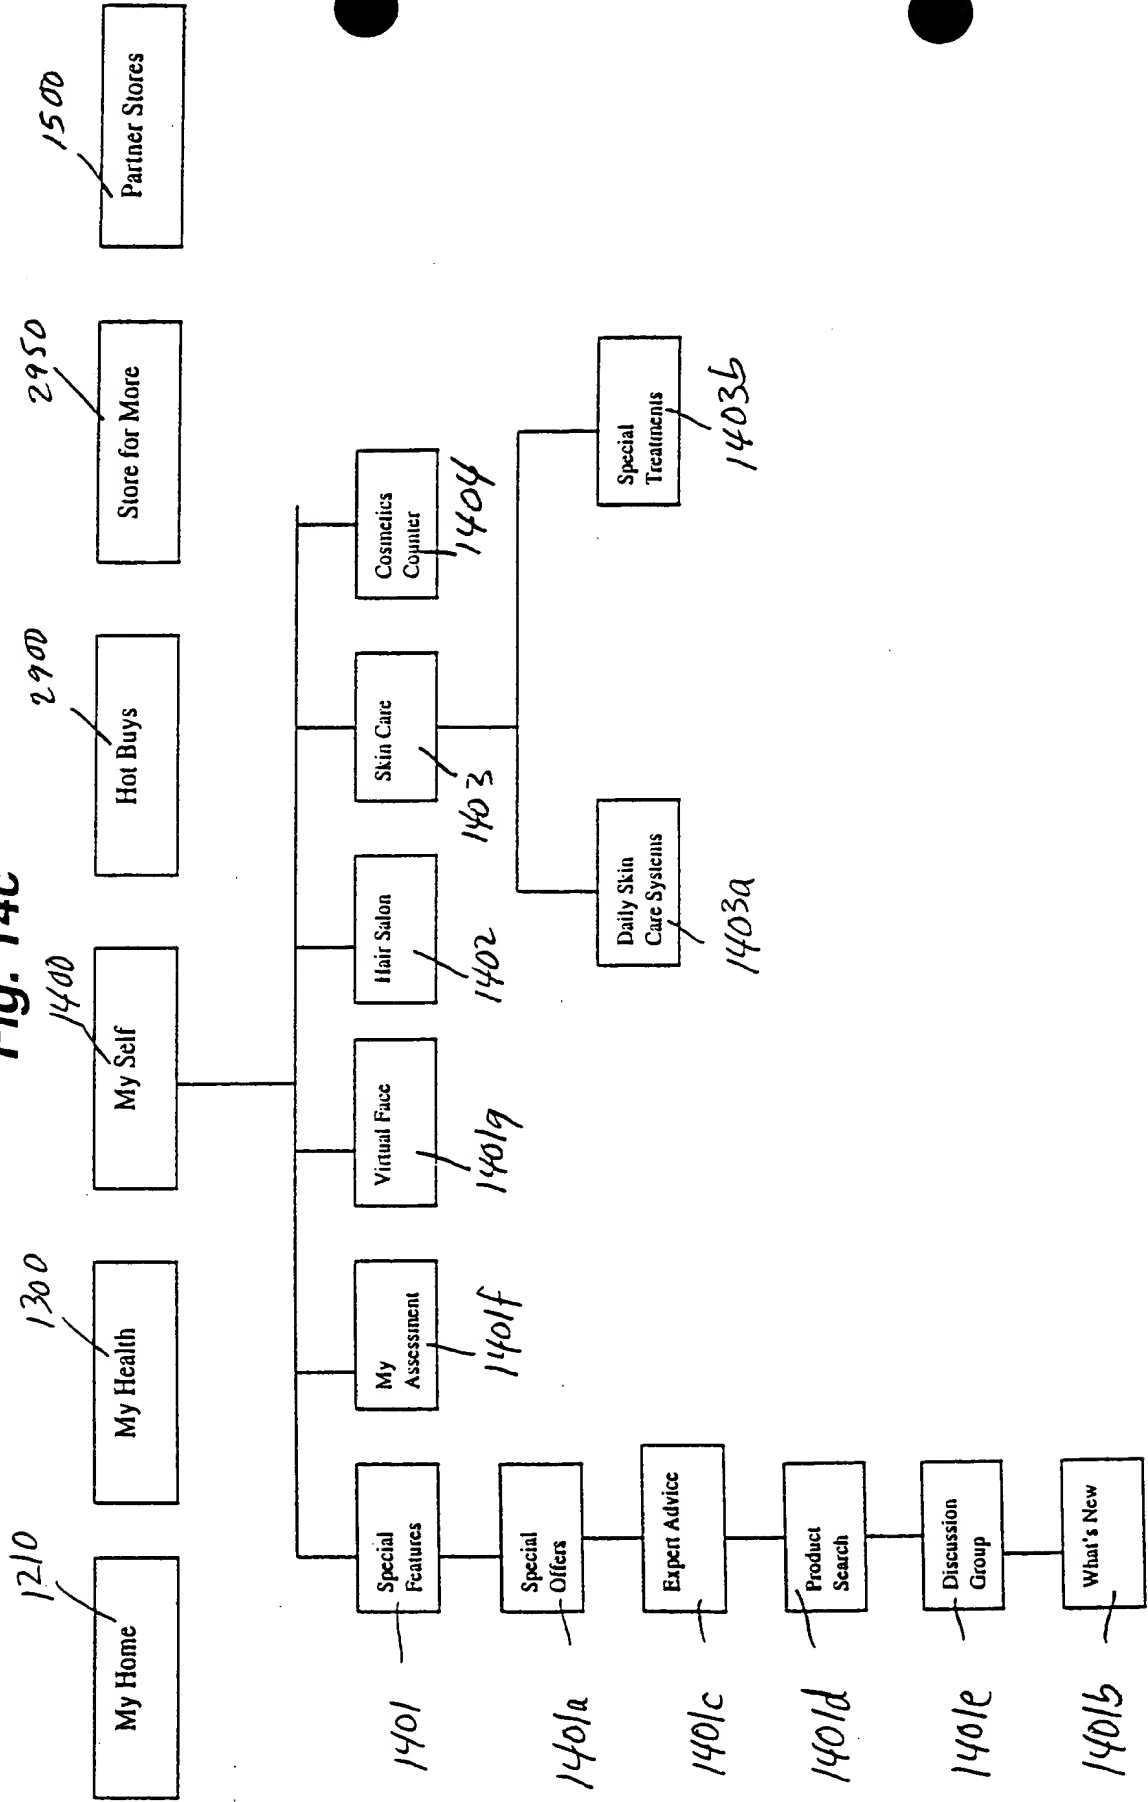 Fig. 14c
1210
1300
1400
2900
2950
1500
My Home
My Health
My Self
Hot Buys
Store for More
Partner Stores
Special
Features
My
Assessment
Virtual Face
Hair Salon
Skin Care
Cosmetics
Counter
1401
1401f
1401g
1402
1403
1404
Special
Offers
1401a
Expert Advice
1401c
Daily Skin
Care Systems
1403a
Special
Treatments
1403b
Product
Search
1401d
Discussion
Group
1401e
What's New
1401b